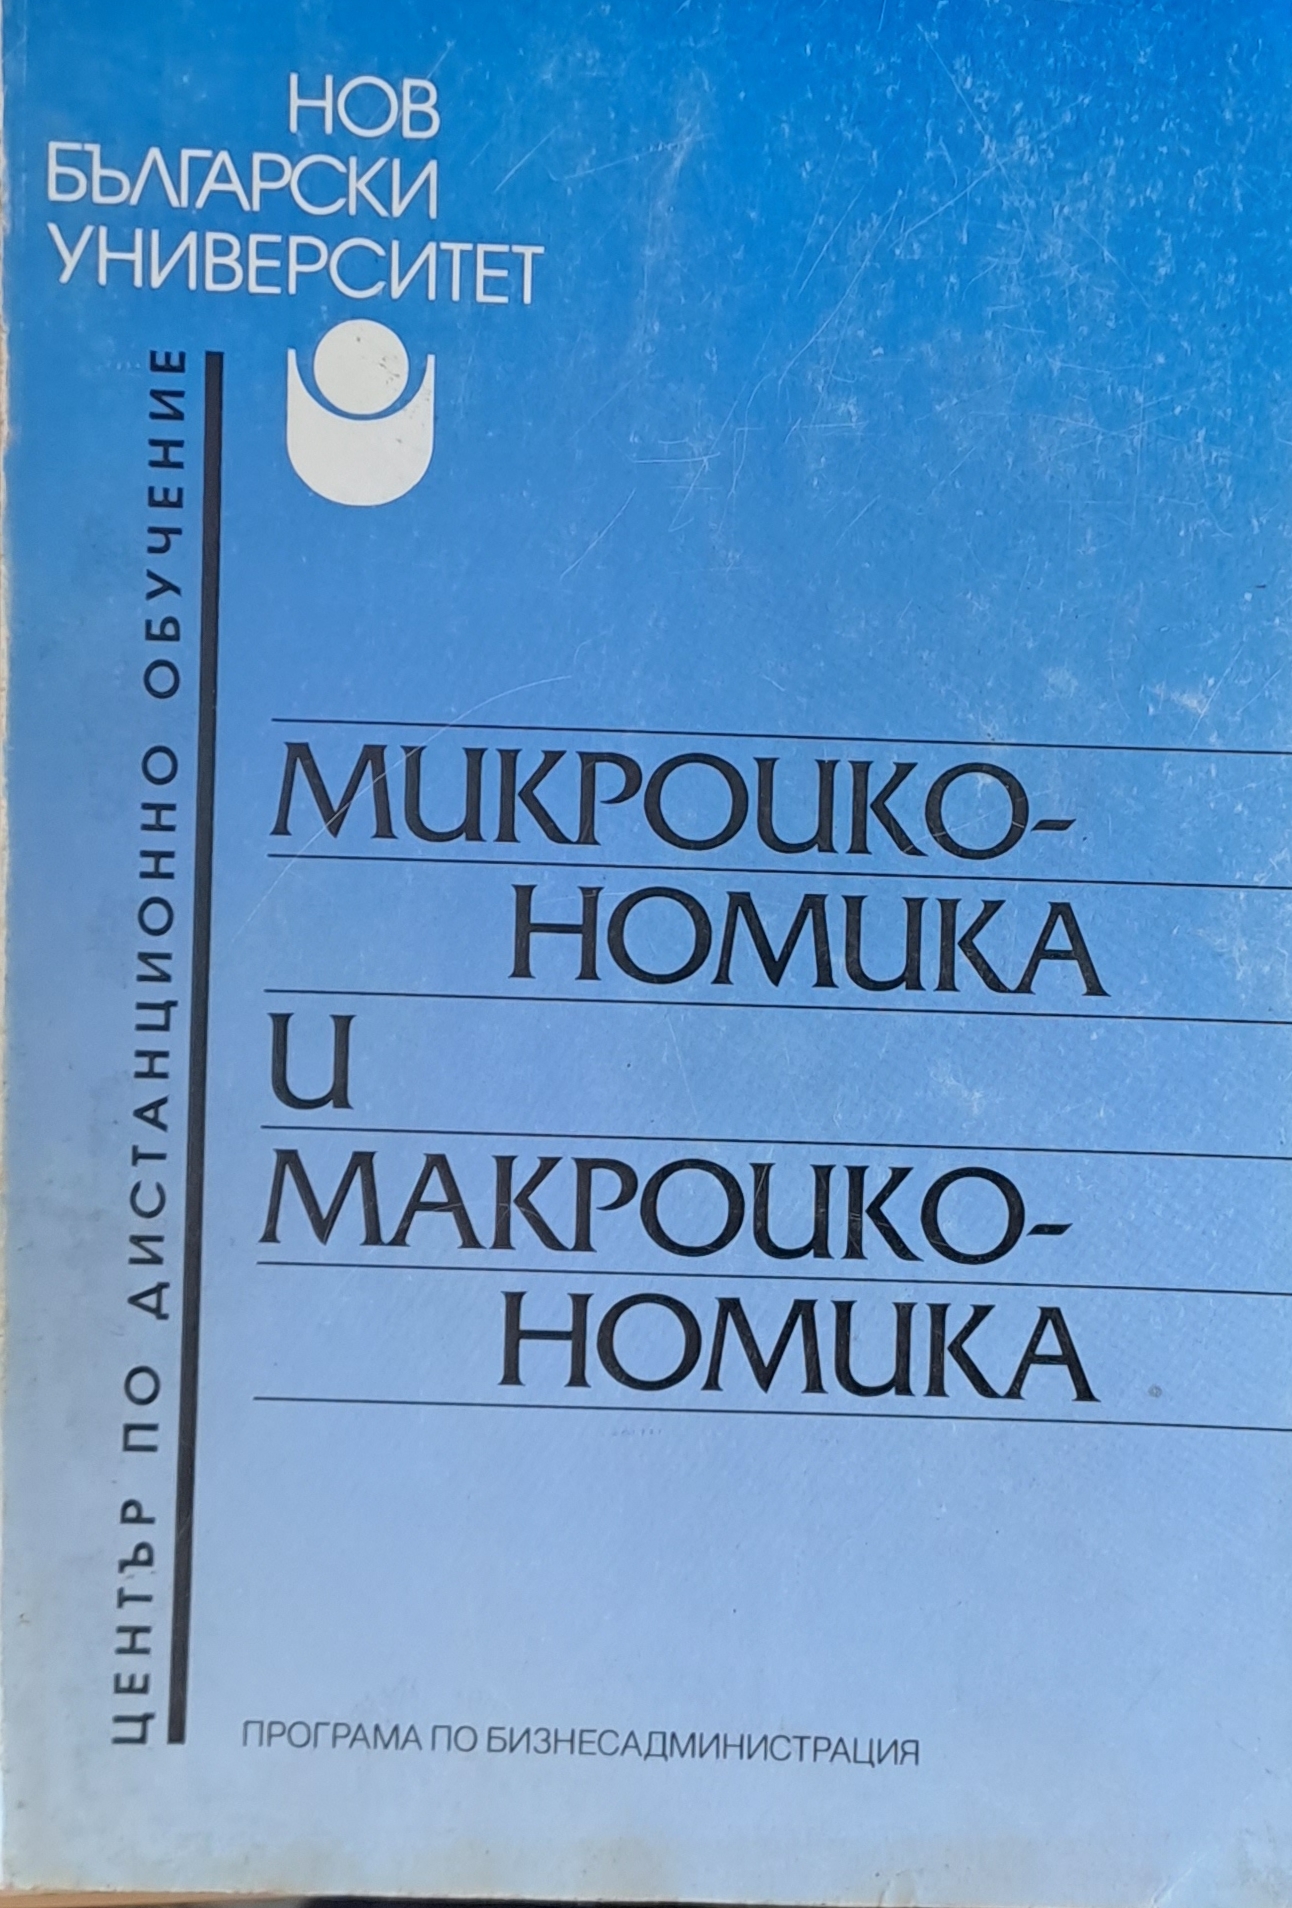 НОВ
БЪЛГАРСКИ
УНИВЕРСИТЕТ
ЦЕНТЪР ПО ДИСТАНЦИОННО ОБУЧЕНИЕ
МИКРОИКО-
НОМИКА
И
МАКРОИКО-
НОМИКА
ПРОГРАМА ПО БИЗНЕСАДМИНИСТРАЦИЯ